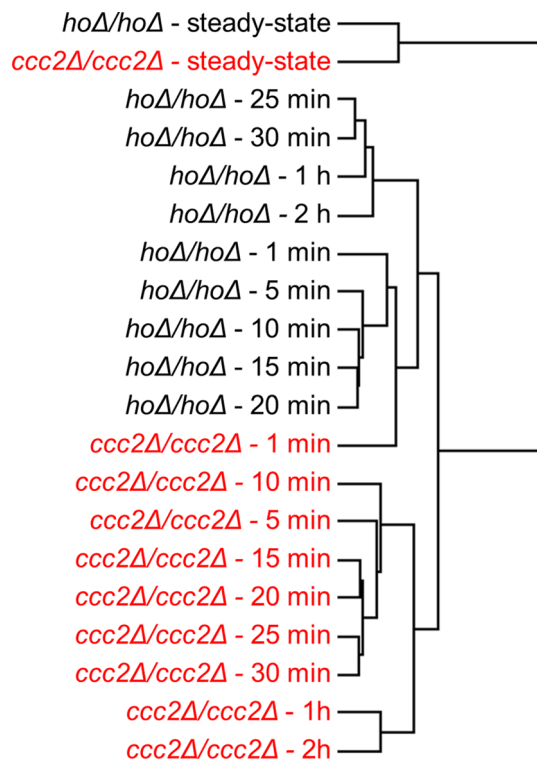 hoΔ/hoΔ - steady-state
ccc2Δ/ccc2Δ - steady-state
hoΔ/hoΔ - 25 min
hoΔ/hoΔ - 30 min
hoΔ/hoΔ - 1 h
hoΔ/hoΔ - 2 h
hoΔ/hoΔ - 1 min
hoΔ/hoΔ - 5 min
hoΔ/hoΔ - 10 min
hoΔ/hoΔ - 15 min
hoΔ/hoΔ - 20 min
ccc2Δ/ccc2Δ - 1 min
ccc2Δ/ccc2Δ - 10 min
ccc2Δ/ccc2Δ - 5 min
ccc2Δ/ccc2Δ - 15 min
ccc2Δ/ccc2Δ - 20 min
ccc2Δ/ccc2Δ - 25 min
ccc2Δ/ccc2Δ - 30 min
ccc2Δ/ccc2Δ - 1h
ccc2Δ/ccc2Δ - 2h